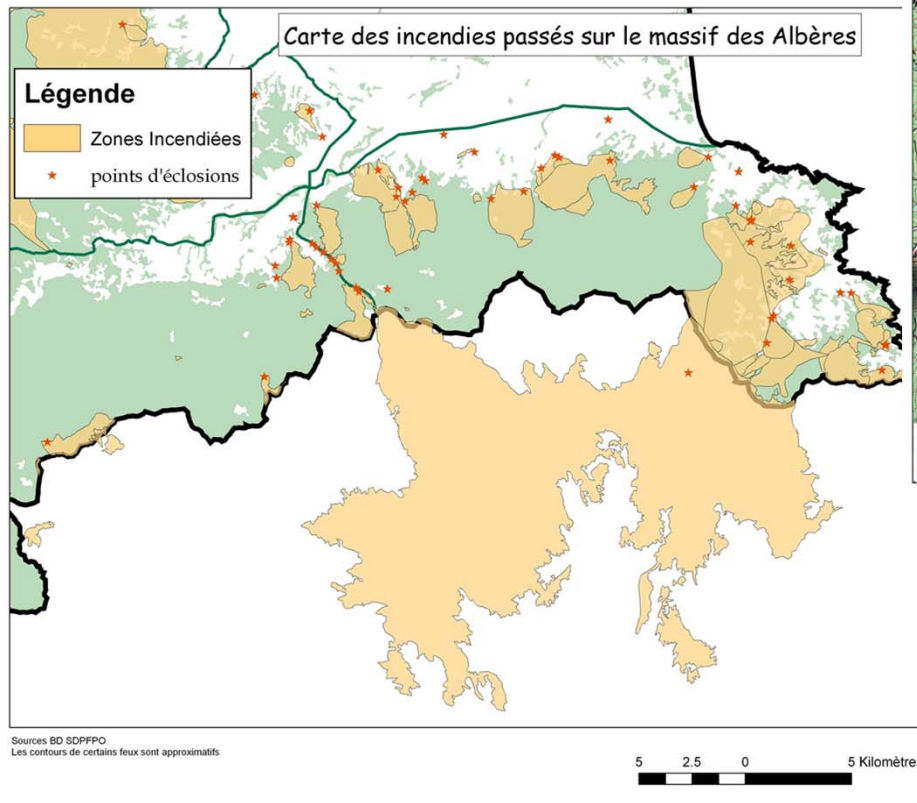 Carte des incendies passés sur le massif des Albères
Légende
Zones Incendiées
points d'éclosions
Sources BD SDPFPO
Les contours de certains feux sont approximatifs
5 2.5 0 5 Kilomètres